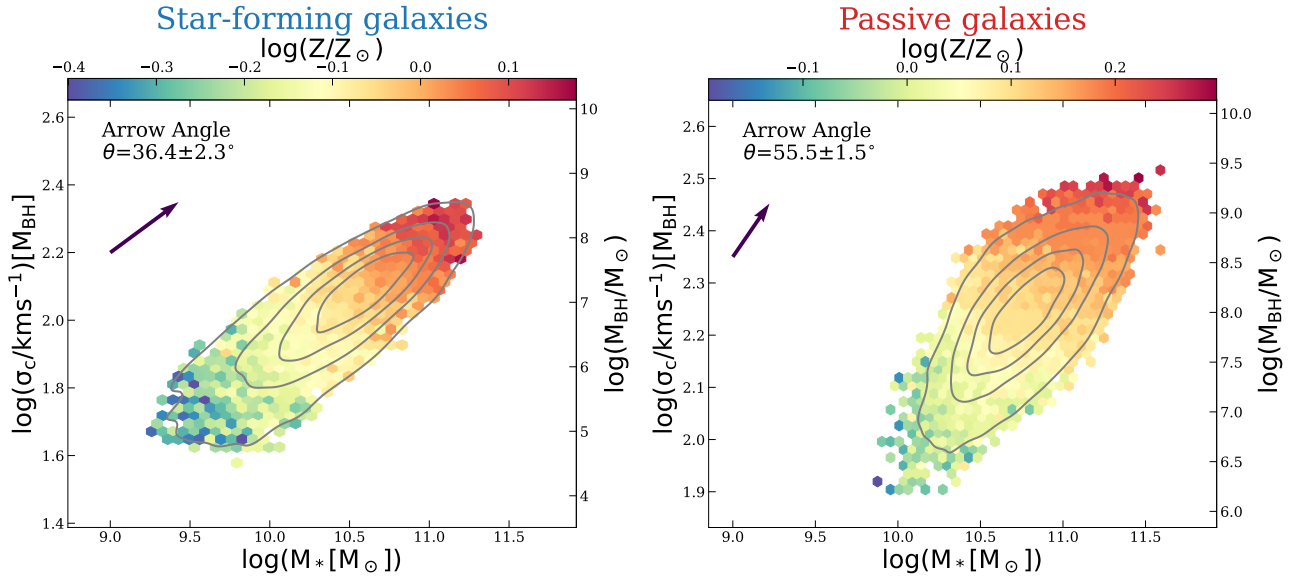 Star-forming galaxies
log(Z/Z⊙)
−0.4 −0.3 −0.2 −0.1 0.0 0.1
Arrow Angle
θ=36.4±2.3°
log(σc/kms⁻¹)[MBH]
2.6
2.4
2.2
2.0
1.8
1.6
1.4
10
9
8
7
6
5
4
log(MBH/M⊙)
9.0 9.5 10.0 10.5 11.0 11.5
log(M*[M⊙])
Passive galaxies
log(Z/Z⊙)
−0.1 0.0 0.1 0.2
Arrow Angle
θ=55.5±1.5°
log(σc/kms⁻¹)[MBH]
2.6
2.5
2.4
2.3
2.2
2.1
2.0
1.9
10.0
9.5
9.0
8.5
8.0
7.5
7.0
6.5
6.0
log(MBH/M⊙)
9.0 9.5 10.0 10.5 11.0 11.5
log(M*[M⊙])